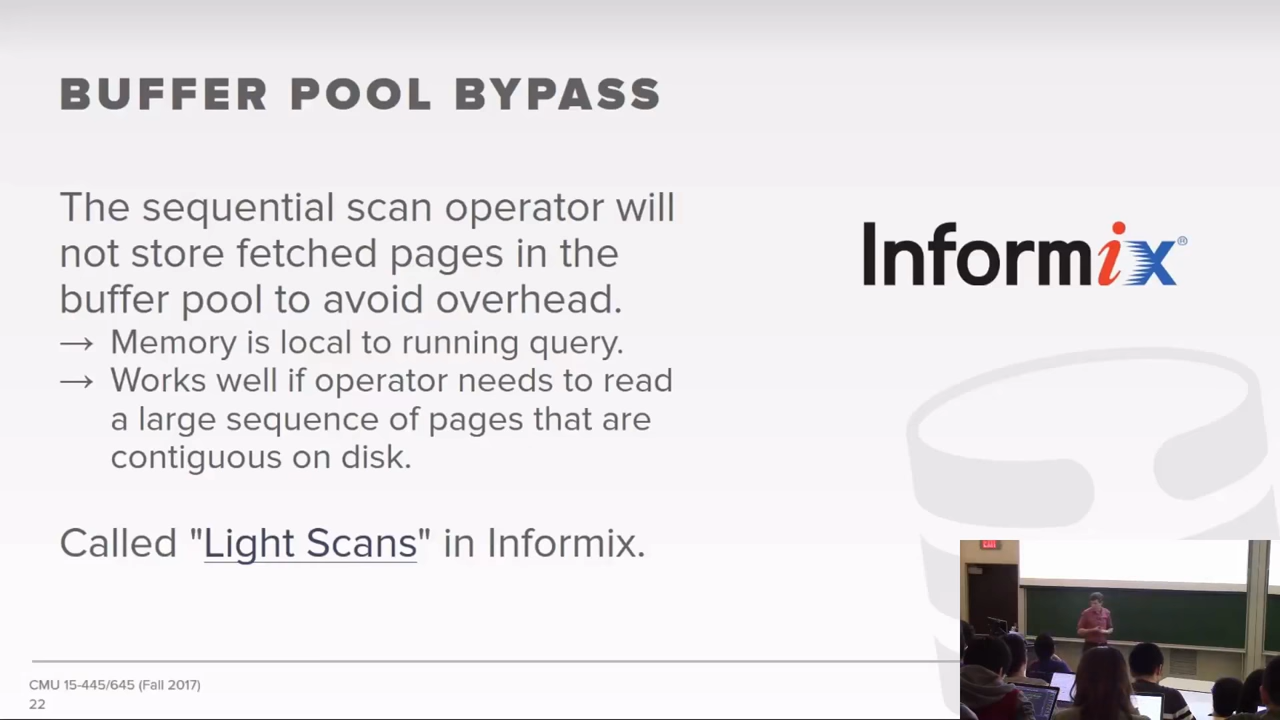 BUFFER POOL BYPASS
The sequential scan operator will
not store fetched pages in the
buffer pool to avoid overhead.
→ Memory is local to running query.
→ Works well if operator needs to read
a large sequence of pages that are
contiguous on disk.
Called "Light Scans" in Informix.
Informix®
CMU 15-445/645 (Fall 2017)
22
EXIT